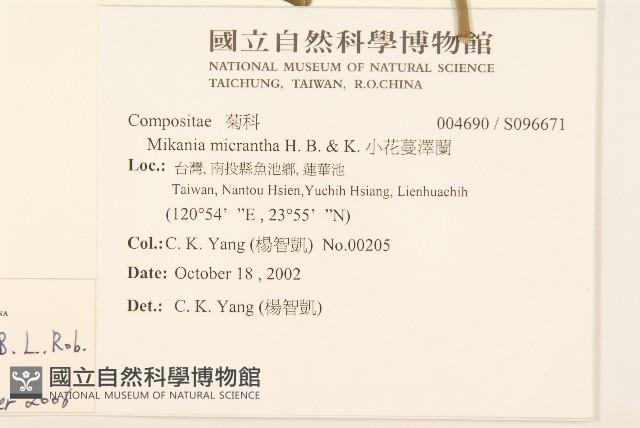 國立自然科學博物館
NATIONAL MUSEUM OF NATURAL SCIENCE
TAICHUNG, TAIWAN, R.O.CHINA
Compositae 菊科 004690 / S096671
Mikania micrantha H. B. & K. 小花蔓澤蘭
Loc.: 台灣, 南投縣魚池鄉, 蓮華池
Taiwan, Nantou Hsien,Yuchih Hsiang, Lienhuachih
(120°54’ ”E , 23°55’ ”N)
Col.:C. K. Yang (楊智凱) No.00205
Date: October 18 , 2002
Det.: C. K. Yang (楊智凱)
NA
B. L. Rob.
國立自然科學博物館
NATIONAL MUSEUM OF NATURAL SCIENCE